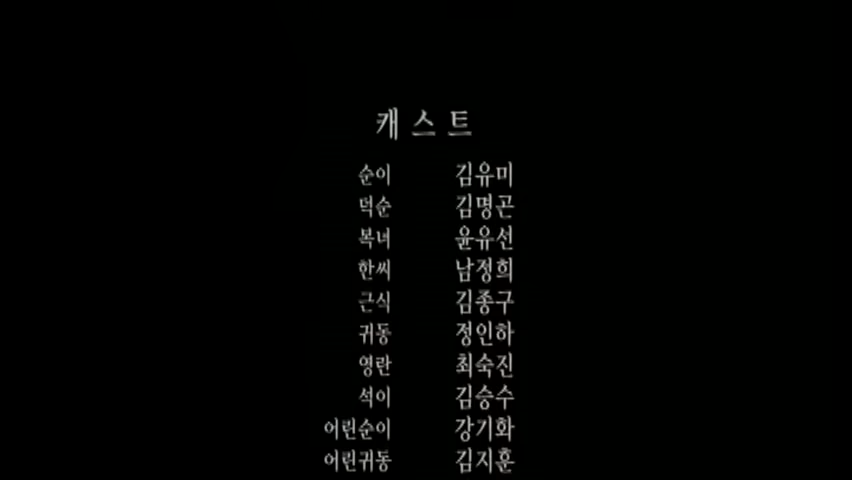 캐스트
순이 김유미
덕순 김명곤
복녀 윤유선
한씨 남정희
근식 김종구
귀동 정인하
영란 최숙진
석이 김승수
어린순이 강기화
어린귀동 김지훈